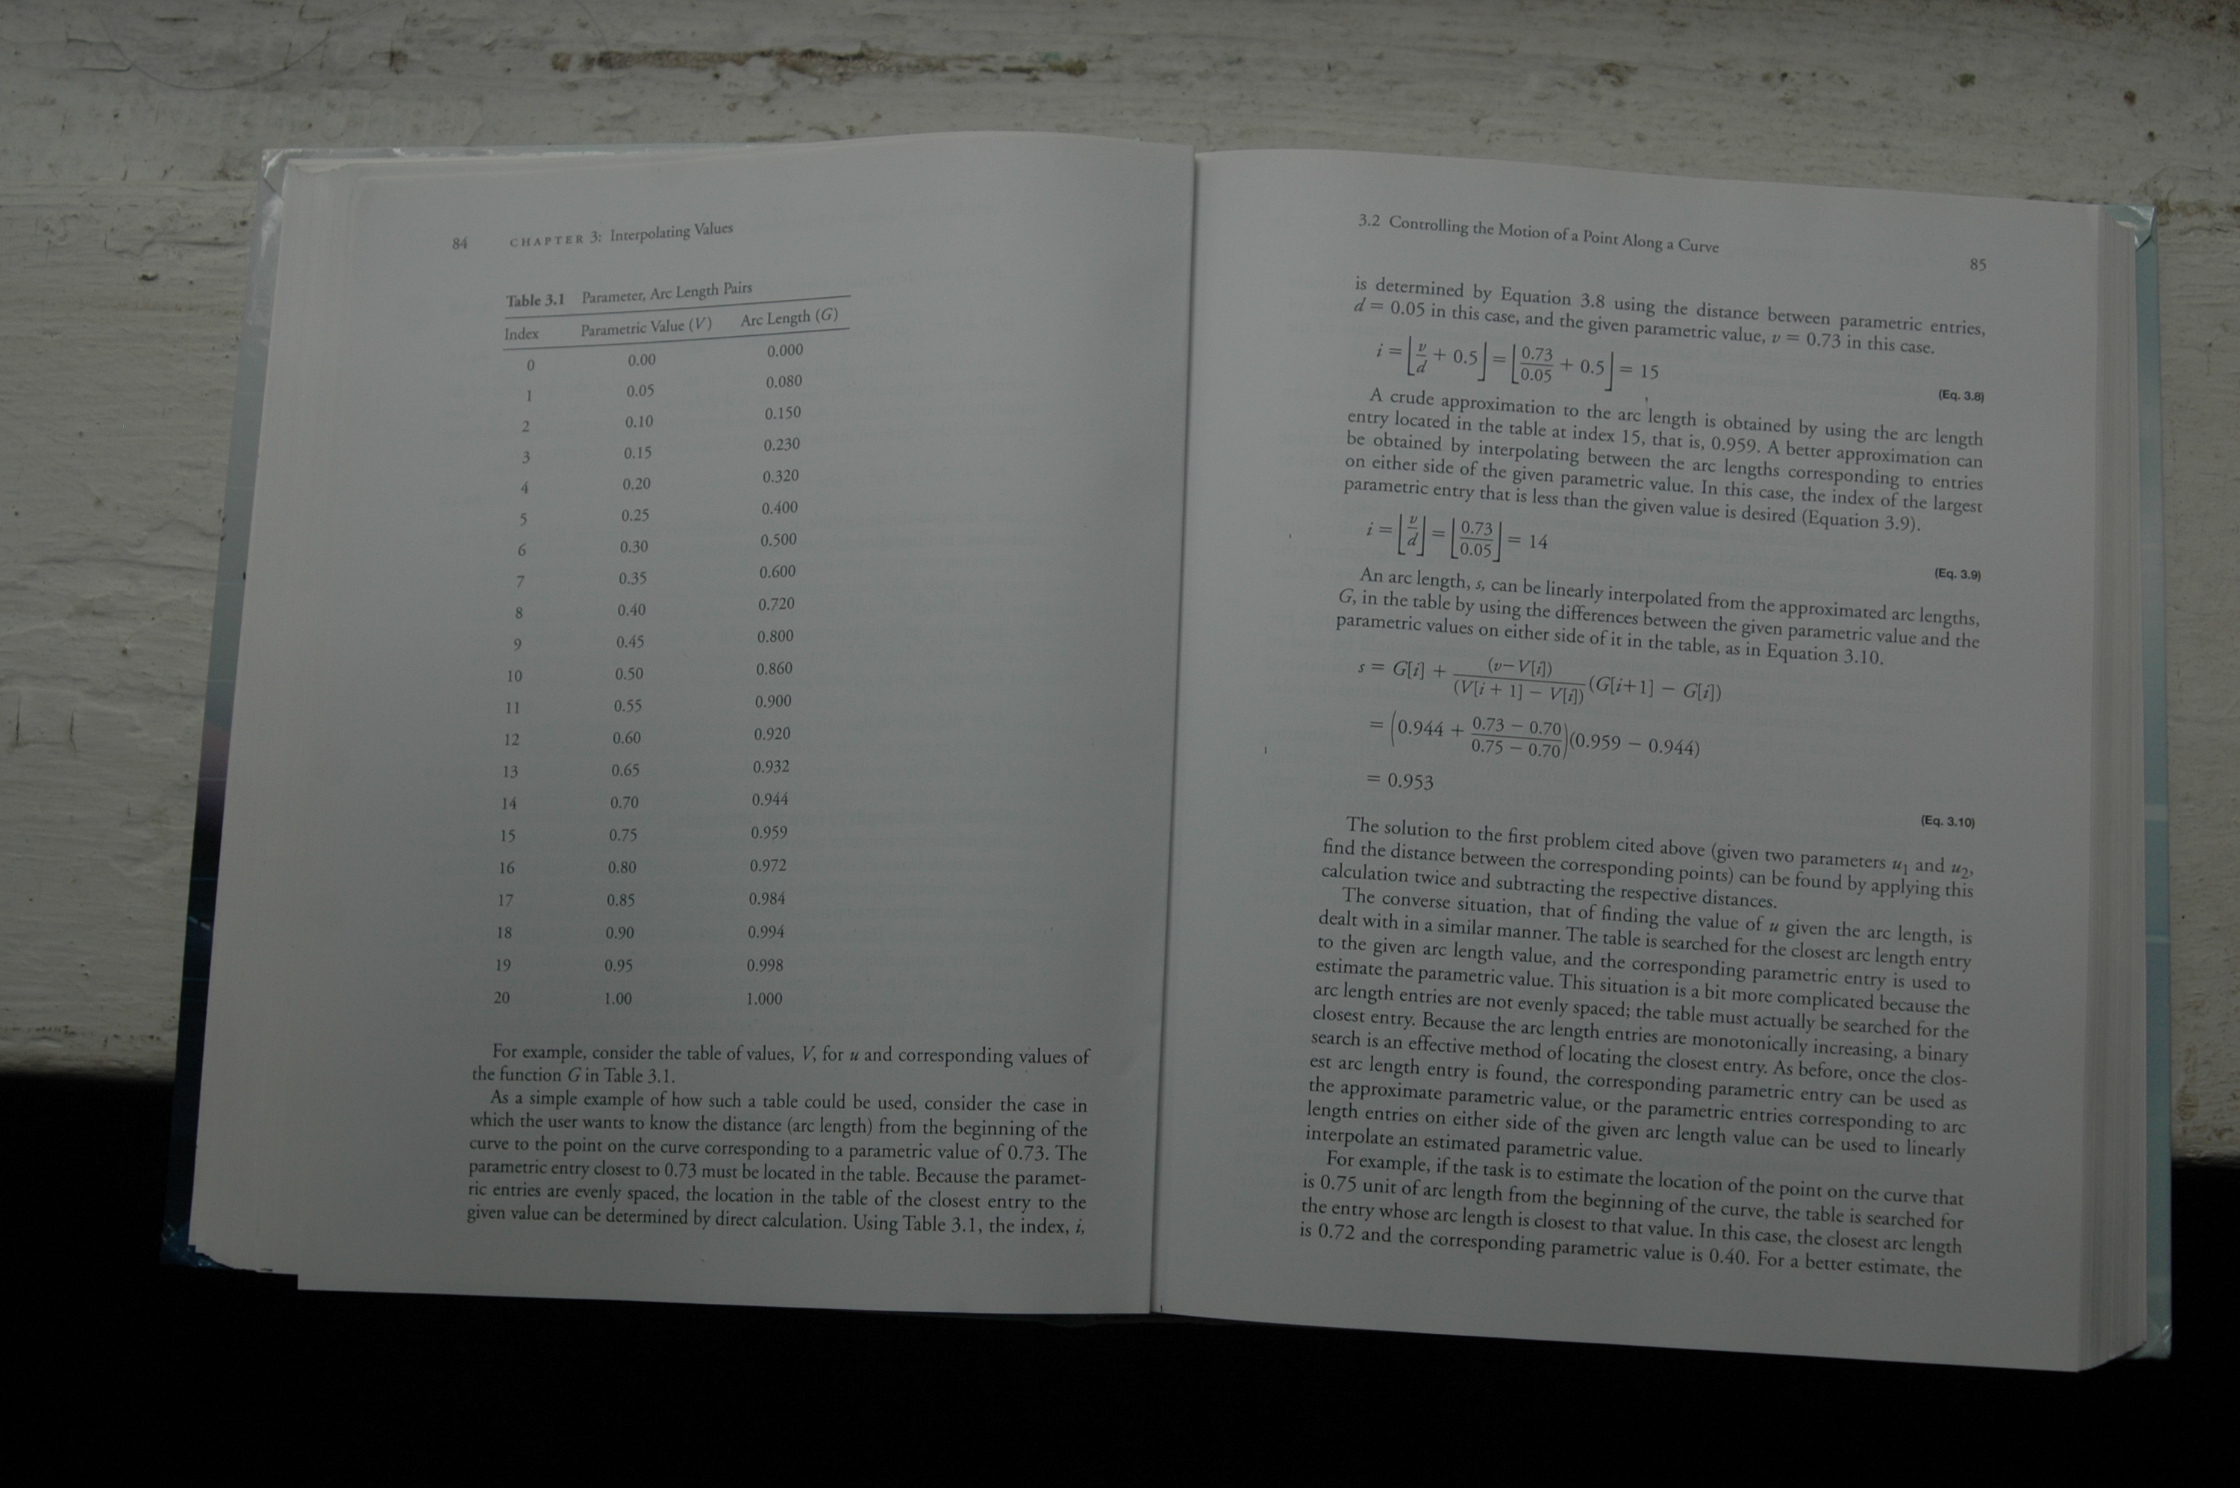 84 CHAPTER 3: Interpolating Values
Table 3.1 Parameter, Arc Length Pairs
Index Parametric Value (V) Arc Length (G)
0 0.00 0.000
1 0.05 0.080
2 0.10 0.150
3 0.15 0.230
4 0.20 0.320
5 0.25 0.400
6 0.30 0.500
7 0.35 0.600
8 0.40 0.720
9 0.45 0.800
10 0.50 0.860
11 0.55 0.900
12 0.60 0.920
13 0.65 0.932
14 0.70 0.944
15 0.75 0.959
16 0.80 0.972
17 0.85 0.984
18 0.90 0.994
19 0.95 0.998
20 1.00 1.000
For example, consider the table of values, V, for u and corresponding values of
the function G in Table 3.1.
As a simple example of how such a table could be used, consider the case in
which the user wants to know the distance (arc length) from the beginning of the
curve to the point on the curve corresponding to a parametric value of 0.73. The
parametric entry closest to 0.73 must be located in the table. Because the paramet-
ric entries are evenly spaced, the location in the table of the closest entry to the
given value can be determined by direct calculation. Using Table 3.1, the index, i,
3.2 Controlling the Motion of a Point Along a Curve 85
is determined by Equation 3.8 using the distance between parametric entries,
d = 0.05 in this case, and the given parametric value, v = 0.73 in this case.
i = ⌊v/d + 0.5⌋ = ⌊0.73/0.05 + 0.5⌋ = 15
(Eq. 3.8)
A crude approximation to the arc length is obtained by using the arc length
entry located in the table at index 15, that is, 0.959. A better approximation can
be obtained by interpolating between the arc lengths corresponding to entries
on either side of the given parametric value. In this case, the index of the largest
parametric entry that is less than the given value is desired (Equation 3.9).
i = ⌊v/d⌋ = ⌊0.73/0.05⌋ = 14
(Eq. 3.9)
An arc length, s, can be linearly interpolated from the approximated arc lengths,
G, in the table by using the differences between the given parametric value and the
parametric values on either side of it in the table, as in Equation 3.10.
s = G[i] + (v−V[i])/(V[i + 1] − V[i]) (G[i+1] − G[i])
= (0.944 + (0.73 − 0.70)/(0.75 − 0.70))(0.959 − 0.944)
= 0.953
(Eq. 3.10)
The solution to the first problem cited above (given two parameters u1 and u2,
find the distance between the corresponding points) can be found by applying this
calculation twice and subtracting the respective distances.
The converse situation, that of finding the value of u given the arc length, is
dealt with in a similar manner. The table is searched for the closest arc length entry
to the given arc length value, and the corresponding parametric entry is used to
estimate the parametric value. This situation is a bit more complicated because the
arc length entries are not evenly spaced; the table must actually be searched for the
closest entry. Because the arc length entries are monotonically increasing, a binary
search is an effective method of locating the closest entry. As before, once the clos-
est arc length entry is found, the corresponding parametric entry can be used as
the approximate parametric value, or the parametric entries corresponding to arc
length entries on either side of the given arc length value can be used to linearly
interpolate an estimated parametric value.
For example, if the task is to estimate the location of the point on the curve that
is 0.75 unit of arc length from the beginning of the curve, the table is searched for
the entry whose arc length is closest to that value. In this case, the closest arc length
is 0.72 and the corresponding parametric value is 0.40. For a better estimate, the